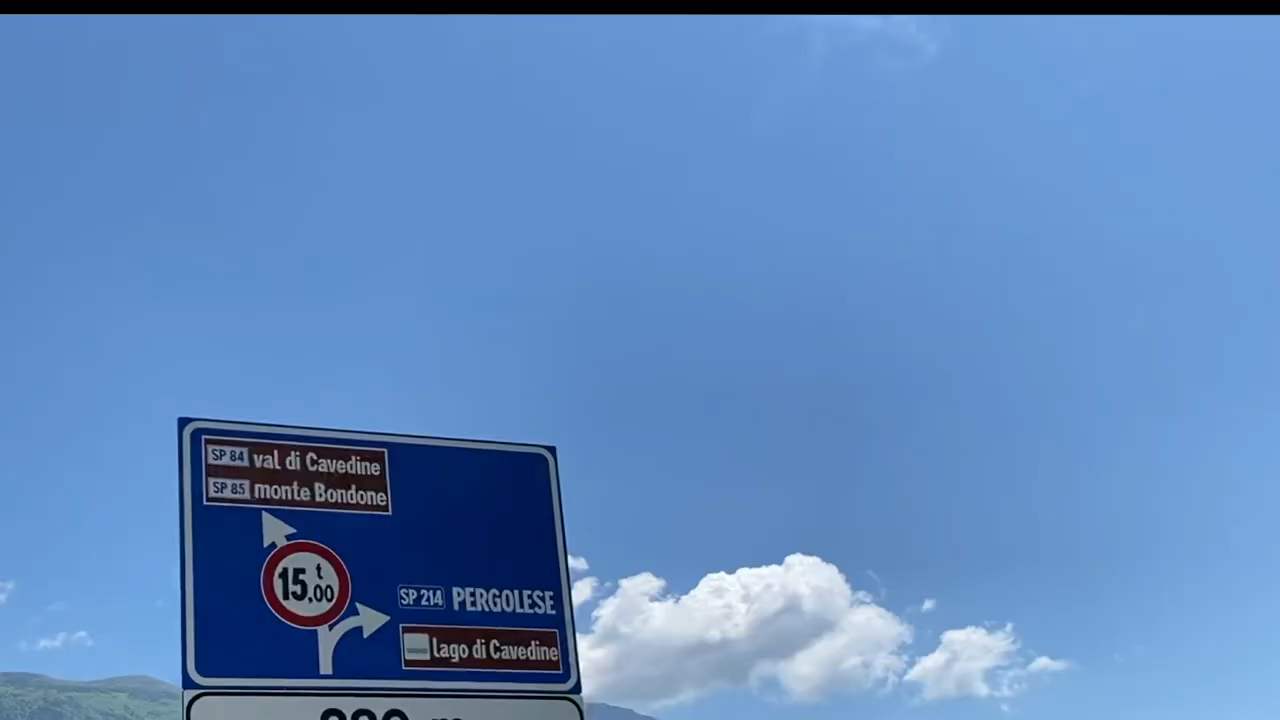 SP 84 val di Cavedine
SP 85 monte Bondone
15,00 t
SP 214 PERGOLESE
lago di Cavedine
m